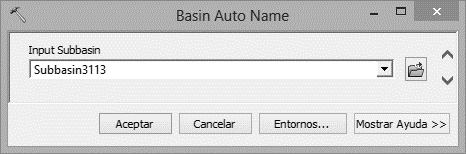 Basin Auto Name
Input Subbasin
Subbasin3113
Aceptar
Cancelar
Entornos...
Mostrar Ayuda >>